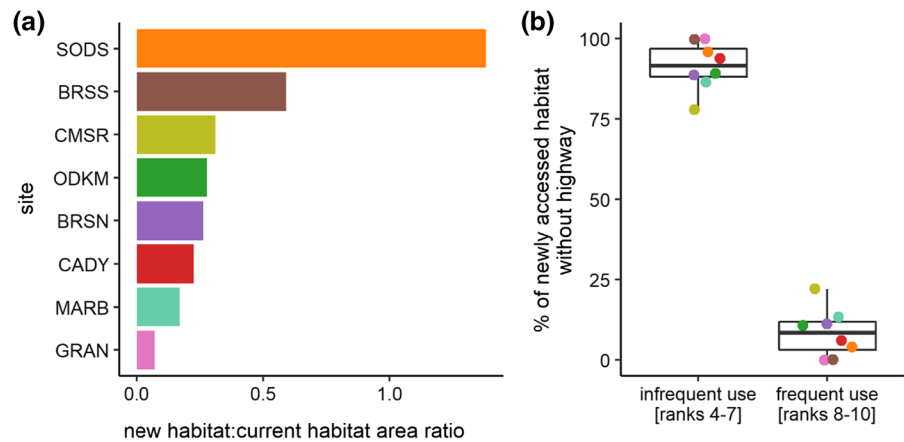 (a)
SODS
BRSS
CMSR
ODKM
BRSN
CADY
MARB
GRAN
site
0.0 0.5 1.0
new habitat:current habitat area ratio
(b)
100
75
50
25
0
% of newly accessed habitat
without highway
infrequent use
[ranks 4-7]
frequent use
[ranks 8-10]